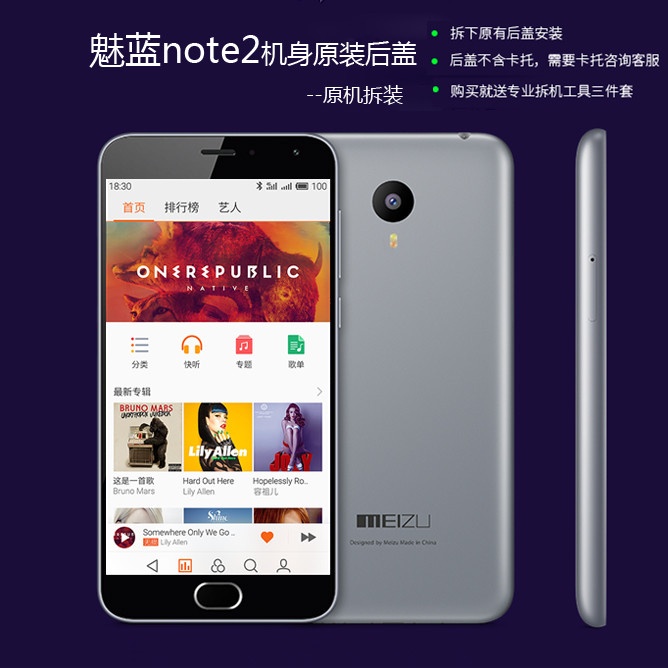 魅蓝note2机身原装后盖
--原机拆装
拆下原有后盖安装
后盖不含卡托，需要卡托咨询客服
购买就送专业拆机工具三件套
18:30
100
首页 排行榜 艺人
ONEREPUBLIC
NATIVE
分类 快听 专题 歌单
最新专辑
BRUNO MARS
UNORTHODOX JUKEBOX
Lily Allen
这是一首歌 Hard Out Here Hopelessly Ro..
Bruno Mars Lily Allen 容祖儿
Somewhere Only We Go ...
Lily Allen
MEIZU
Designed by Meizu Made in China